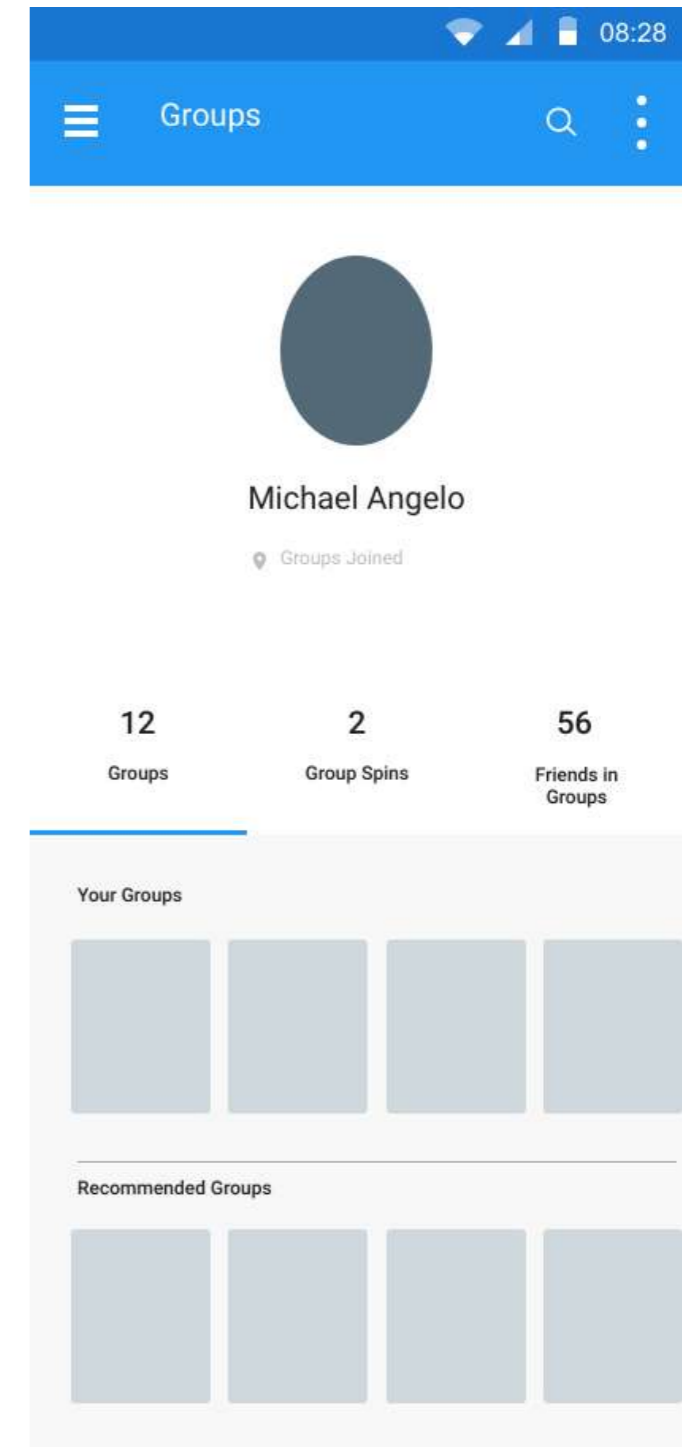 08:28
Groups
Michael Angelo
Groups Joined
12
2
56
Groups
Group Spins
Friends in
Groups
Your Groups
Recommended Groups